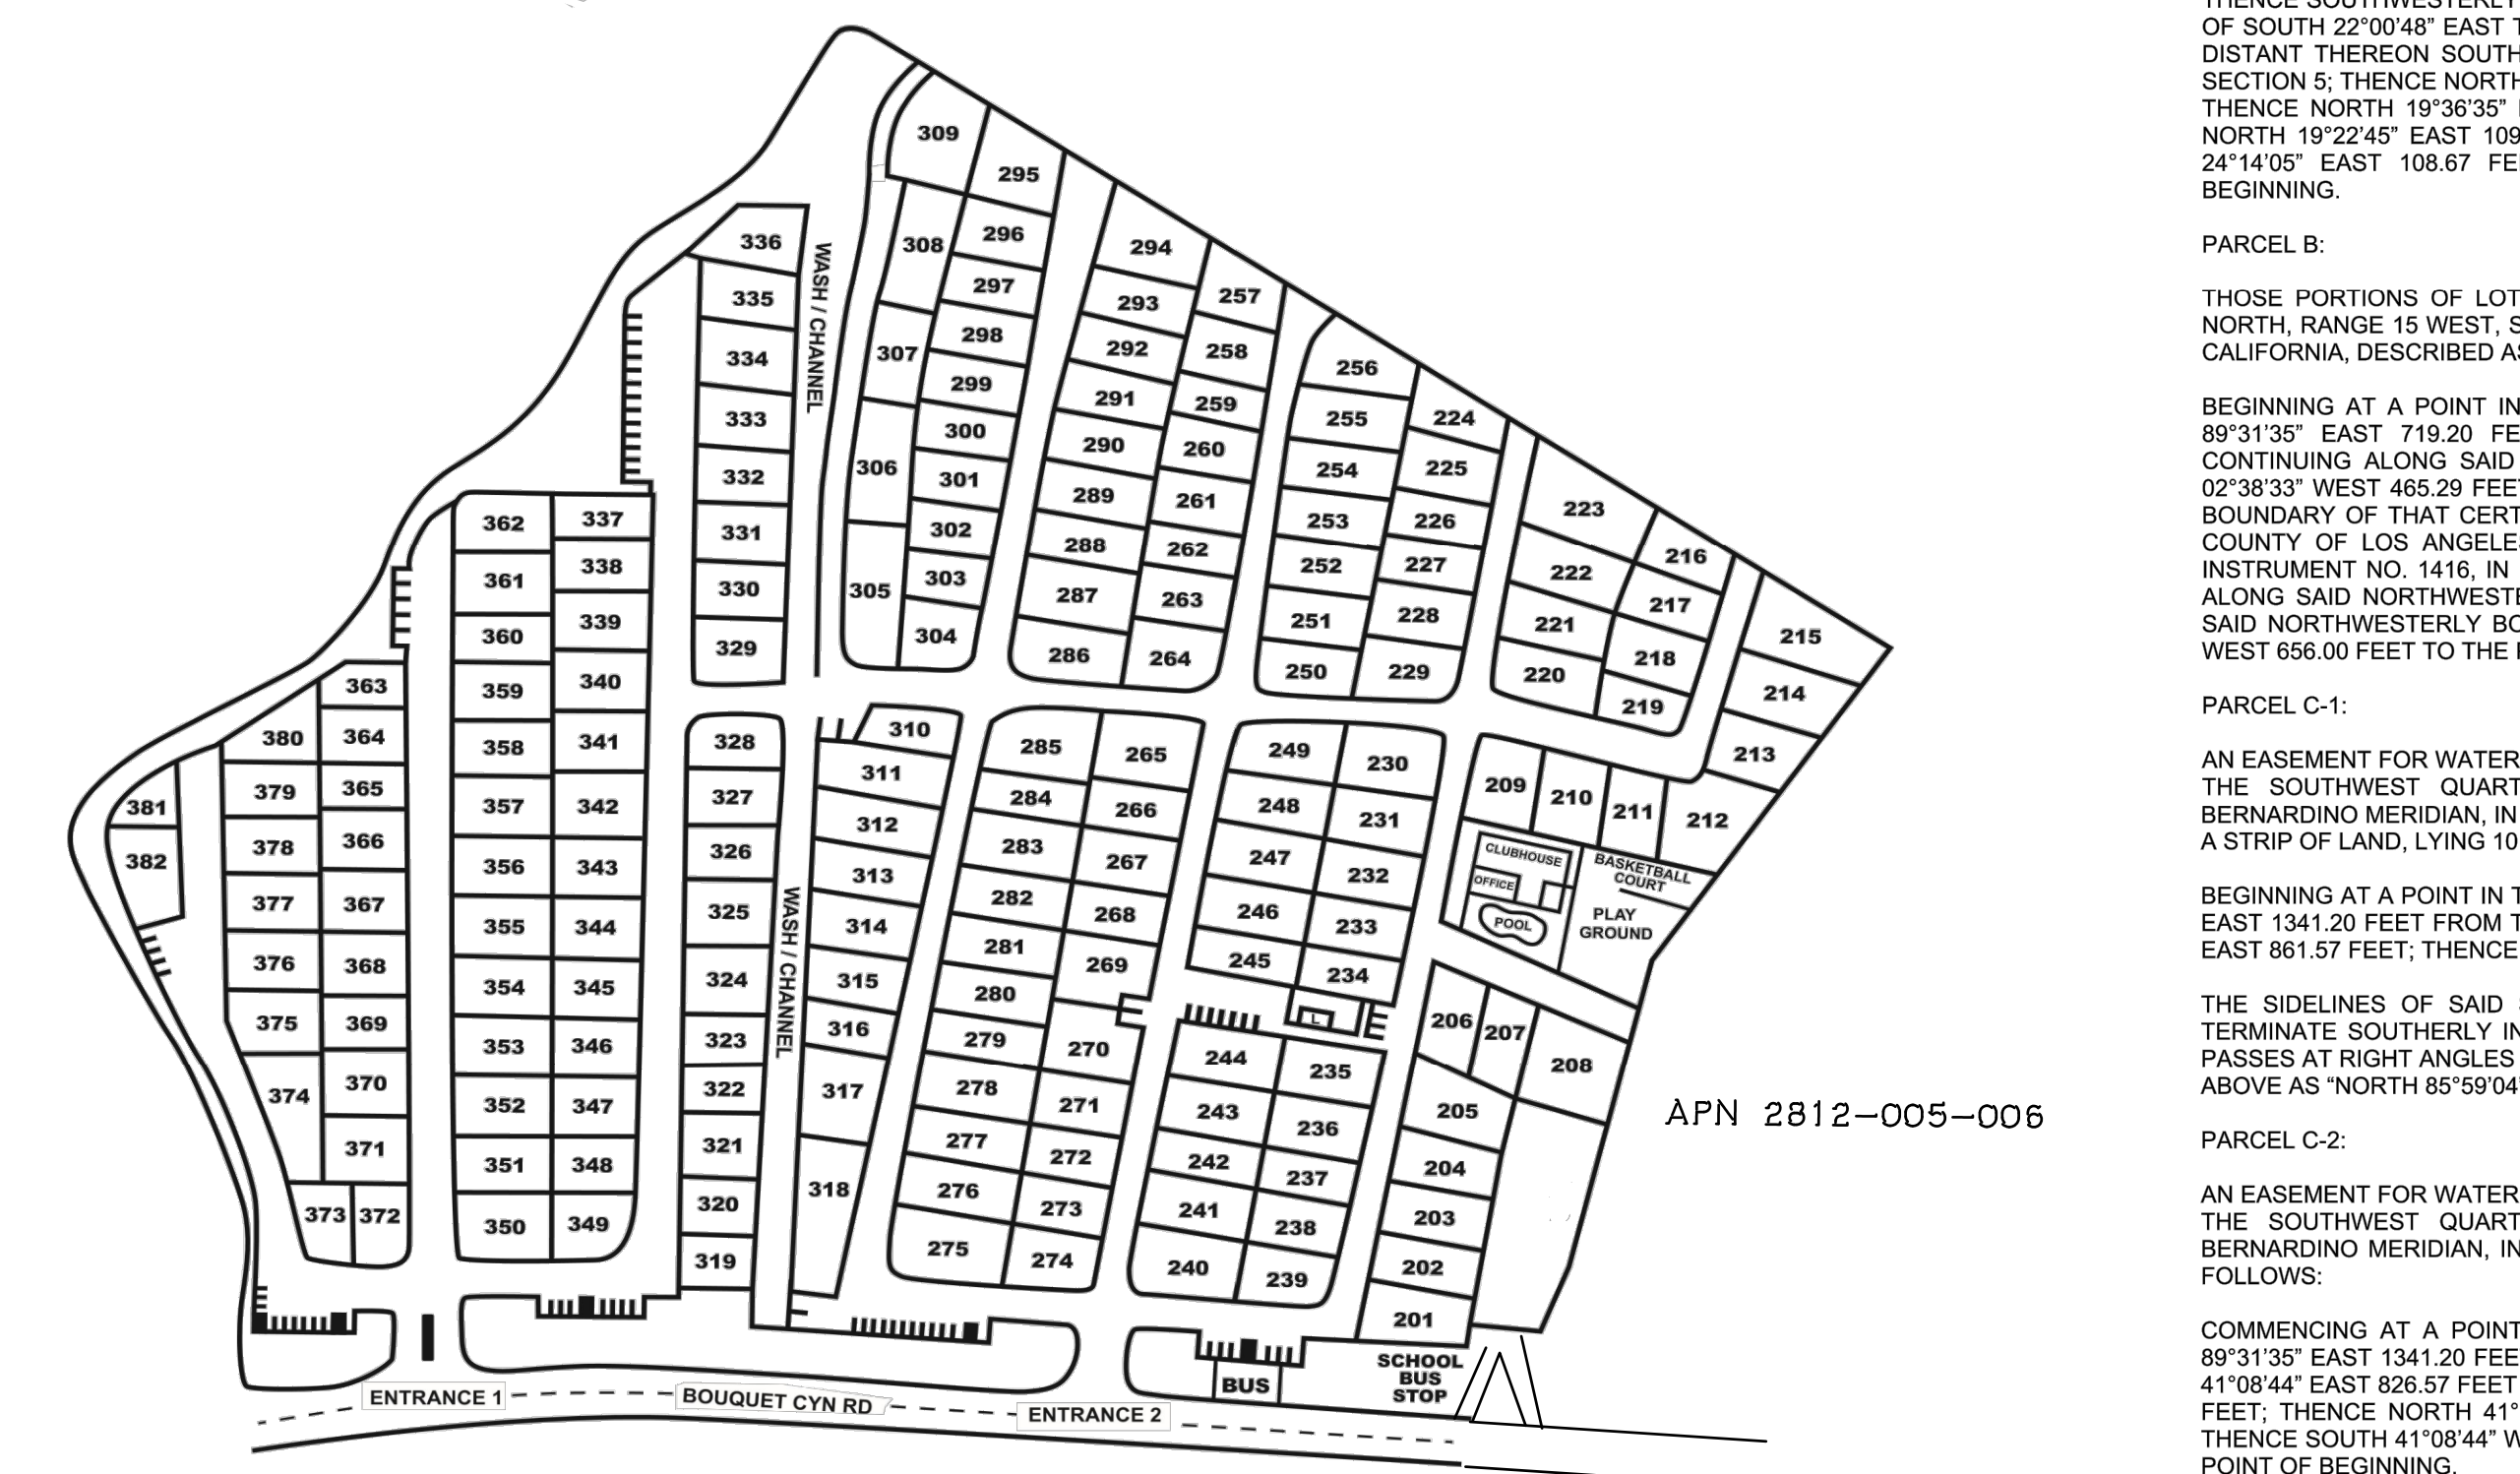 309
295
336
308
296
294
335
297
293
257
334
307
298
292
258
256
333
299
291
259
255
224
332
306
300
290
260
254
225
362
337
331
301
289
261
253
226
223
361
338
330
305
302
288
262
252
227
222
216
360
339
329
303
287
263
251
228
221
217
215
363
359
340
304
286
264
250
229
220
218
214
380
364
358
341
328
310
285
265
249
230
219
213
381
379
365
357
342
327
311
284
266
248
231
209
210
211
212
382
378
366
356
343
326
312
283
267
247
232
377
367
355
344
325
313
282
268
246
233
376
368
354
345
324
314
281
269
245
234
375
369
353
346
323
315
280
270
244
235
206
207
208
374
370
352
347
322
316
279
271
243
236
205
371
351
348
321
317
278
272
242
237
204
373
372
350
349
320
318
277
273
241
238
203
319
276
274
240
239
202
275
201
WASH / CHANNEL
WASH / CHANNEL
CLUBHOUSE
OFFICE
POOL
BASKETBALL
COURT
PLAY
GROUND
L
APN 2812-005-006
SCHOOL
BUS
STOP
BUS
ENTRANCE 1
BOUQUET CYN RD
ENTRANCE 2
THENCE SOUTHWESTERLY
OF SOUTH 22°00'48” EAST
DISTANT THEREON SOUTH
SECTION 5; THENCE NORTH
THENCE NORTH 19°36'35”
NORTH 19°22'45” EAST 109
24°14'05” EAST 108.67 FE
BEGINNING.
PARCEL B:
THOSE PORTIONS OF LOT
NORTH, RANGE 15 WEST, S
CALIFORNIA, DESCRIBED AS
BEGINNING AT A POINT IN
89°31'35” EAST 719.20 FE
CONTINUING ALONG SAID
02°38'33” WEST 465.29 FEET
BOUNDARY OF THAT CERT
COUNTY OF LOS ANGELE
INSTRUMENT NO. 1416, IN
ALONG SAID NORTHWESTE
SAID NORTHWESTERLY BO
WEST 656.00 FEET TO THE
PARCEL C-1:
AN EASEMENT FOR WATER
THE SOUTHWEST QUART
BERNARDINO MERIDIAN, IN
A STRIP OF LAND, LYING 10
BEGINNING AT A POINT IN T
EAST 1341.20 FEET FROM T
EAST 861.57 FEET; THENCE
THE SIDELINES OF SAID
TERMINATE SOUTHERLY IN
PASSES AT RIGHT ANGLES
ABOVE AS “NORTH 85°59'04”
PARCEL C-2:
AN EASEMENT FOR WATER
THE SOUTHWEST QUART
BERNARDINO MERIDIAN, IN
FOLLOWS:
COMMENCING AT A POINT
89°31'35” EAST 1341.20 FEE
41°08'44” EAST 826.57 FEET
FEET; THENCE NORTH 41°
THENCE SOUTH 41°08'44” W
POINT OF BEGINNING.